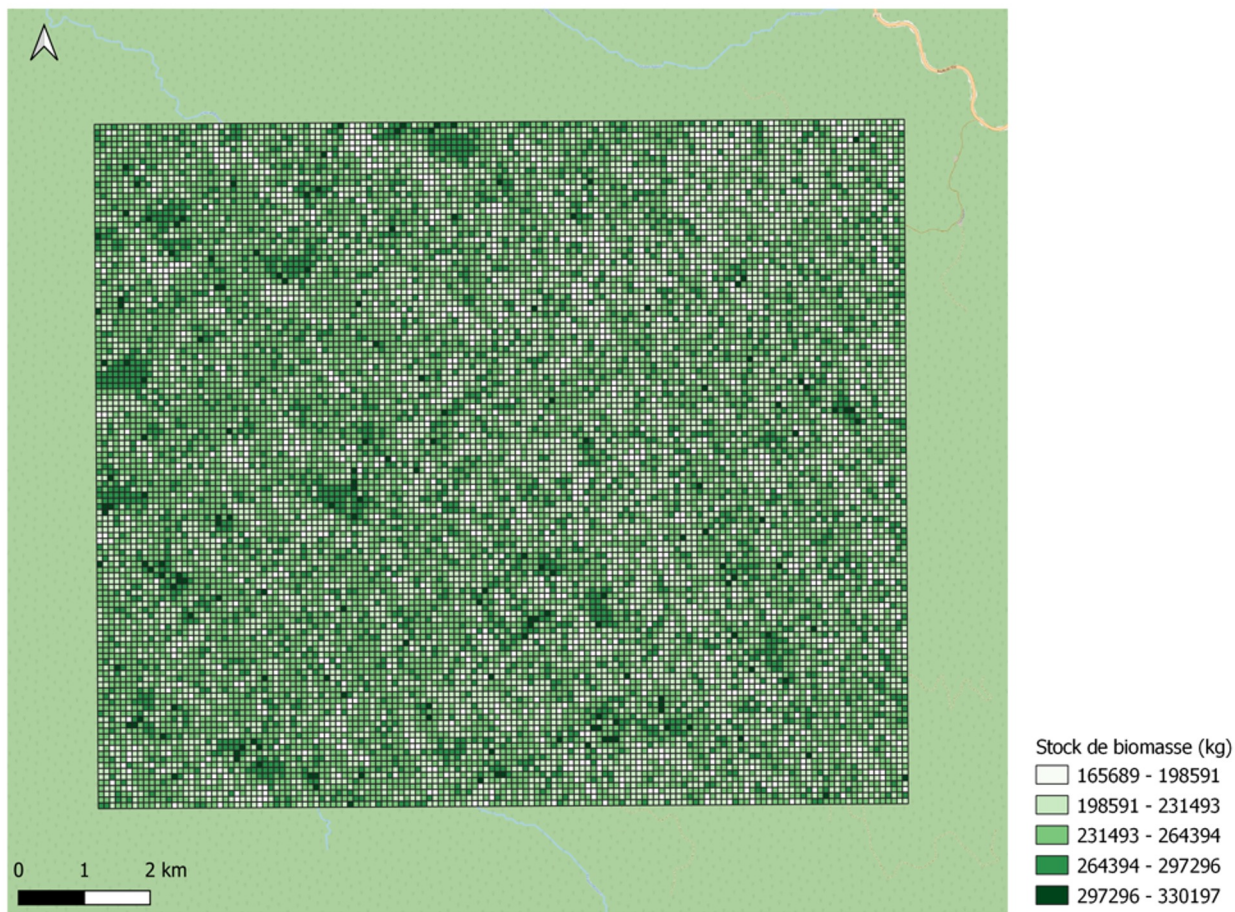 Stock de biomasse (kg)
165689 - 198591
198591 - 231493
231493 - 264394
264394 - 297296
297296 - 330197
0 1 2 km